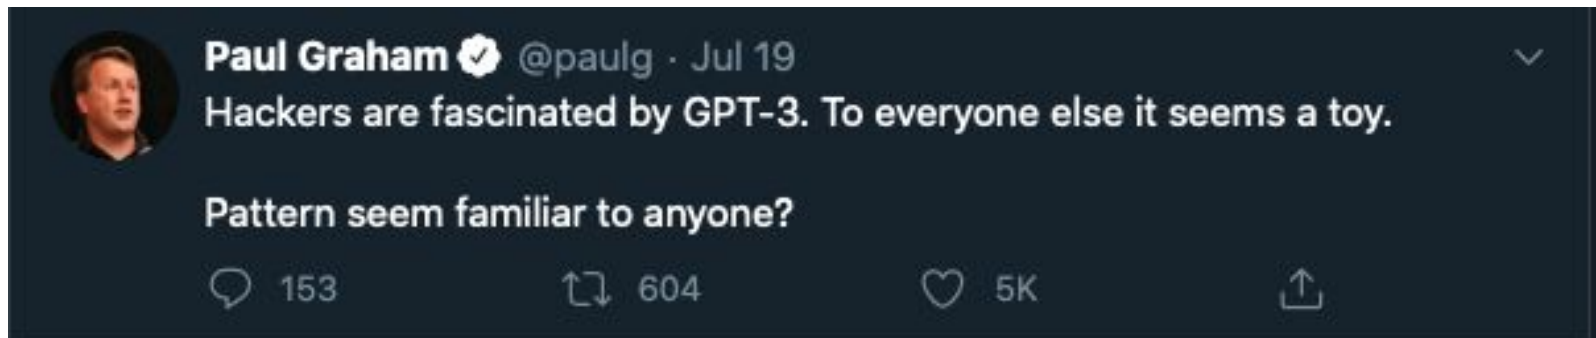 Paul Graham @paulg · Jul 19
Hackers are fascinated by GPT-3. To everyone else it seems a toy.
Pattern seem familiar to anyone?
153 604 5K